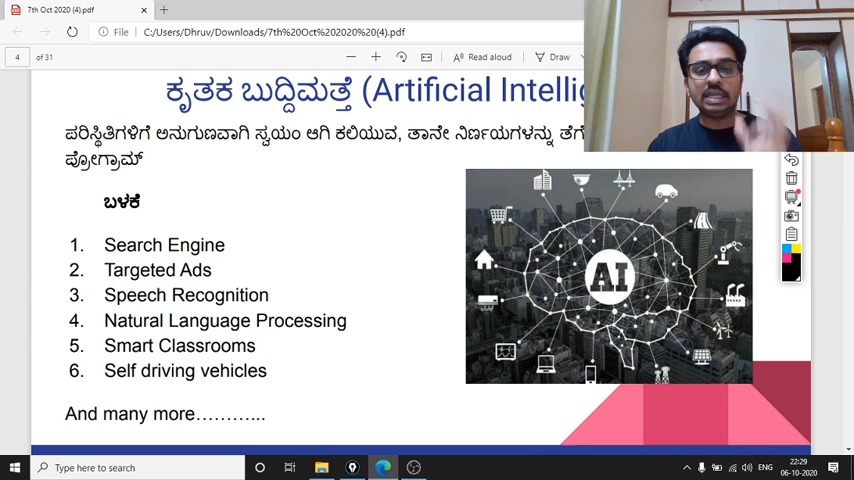 7th Oct 2020 (4).pdf
File
C:/Users/Dhruv/Downloads/7th%20Oct%202020%20(4).pdf
4 of 31
Read aloud
Draw
ಕೃತಕ ಬುದ್ದಿಮತ್ತೆ (Artificial Intellig
ಪರಿಸ್ಥಿತಿಗಳಿಗೆ ಅನುಗುಣವಾಗಿ ಸ್ವಯಂ ಆಗಿ ಕಲಿಯುವ, ತಾನೇ ನಿರ್ಣಯಗಳನ್ನು ತೆಗೆ
ಪ್ರೋಗ್ರಾಮ್
ಬಳಕೆ
1. Search Engine
2. Targeted Ads
3. Speech Recognition
4. Natural Language Processing
5. Smart Classrooms
6. Self driving vehicles
And many more………..
AI
Type here to search
ENG
22:29
06-10-2020